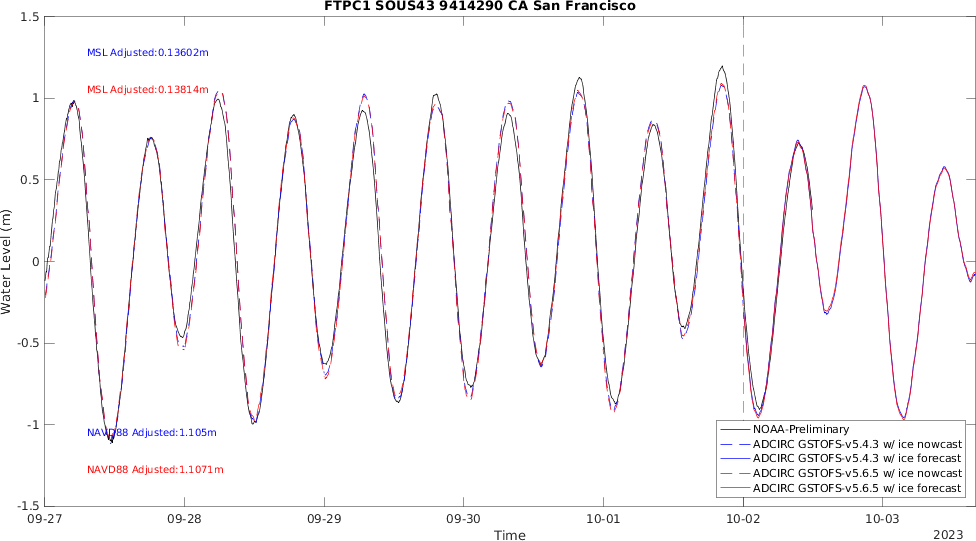 FTPC1 SOUS43 9414290 CA San Francisco
1.5
MSL Adjusted:0.13602m
MSL Adjusted:0.13814m
1
0.5
0
Water Level (m)
-0.5
-1
NAVD88 Adjusted:1.105m
NAVD88 Adjusted:1.1071m
-1.5
NOAA-Preliminary
ADCIRC GSTOFS-v5.4.3 w/ ice nowcast
ADCIRC GSTOFS-v5.4.3 w/ ice forecast
ADCIRC GSTOFS-v5.6.5 w/ ice nowcast
ADCIRC GSTOFS-v5.6.5 w/ ice forecast
09-27 09-28 09-29 09-30 10-01 10-02 10-03
Time
2023